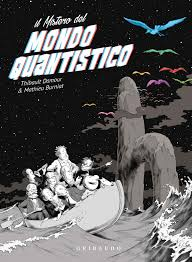 il Mistero del
MONDO
QUANTISTICO
Thibault Damour
& Mathieu Burniat
GRIBAUDO